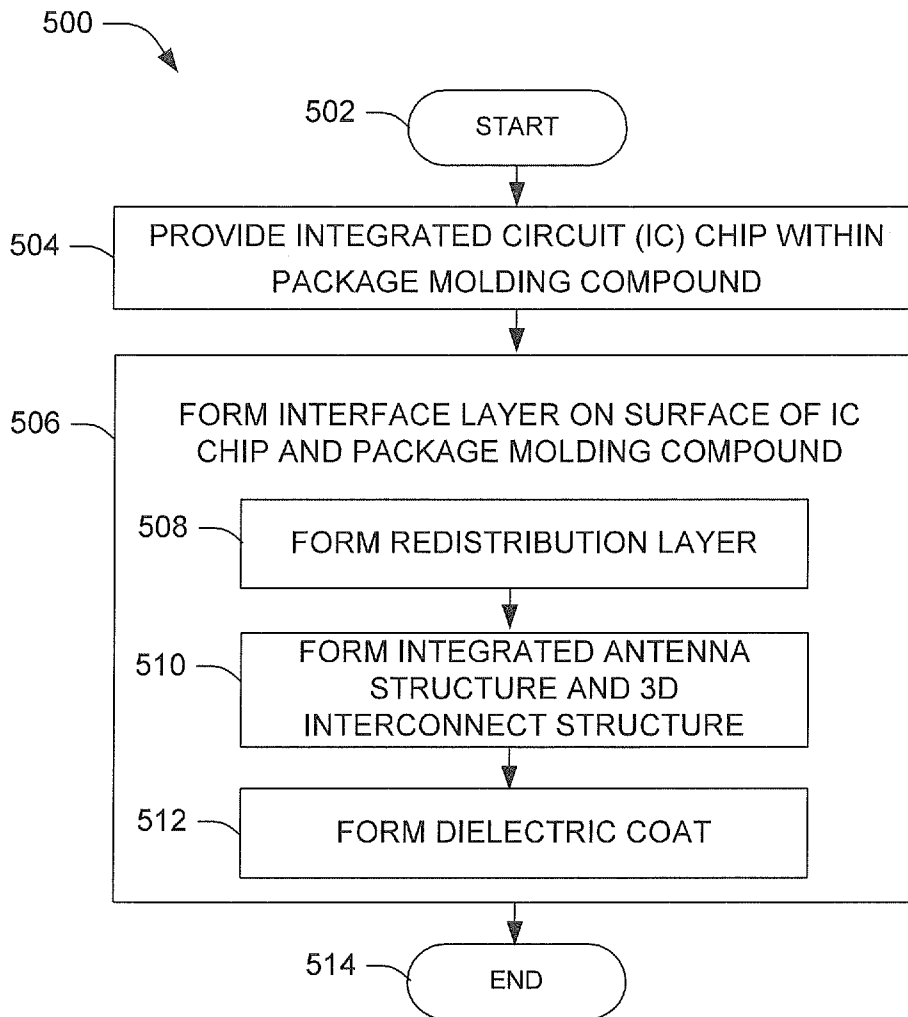 500
502
START
504
PROVIDE INTEGRATED CIRCUIT (IC) CHIP WITHIN
PACKAGE MOLDING COMPOUND
506
FORM INTERFACE LAYER ON SURFACE OF IC
CHIP AND PACKAGE MOLDING COMPOUND
508
FORM REDISTRIBUTION LAYER
510
FORM INTEGRATED ANTENNA
STRUCTURE AND 3D
INTERCONNECT STRUCTURE
512
FORM DIELECTRIC COAT
514
END